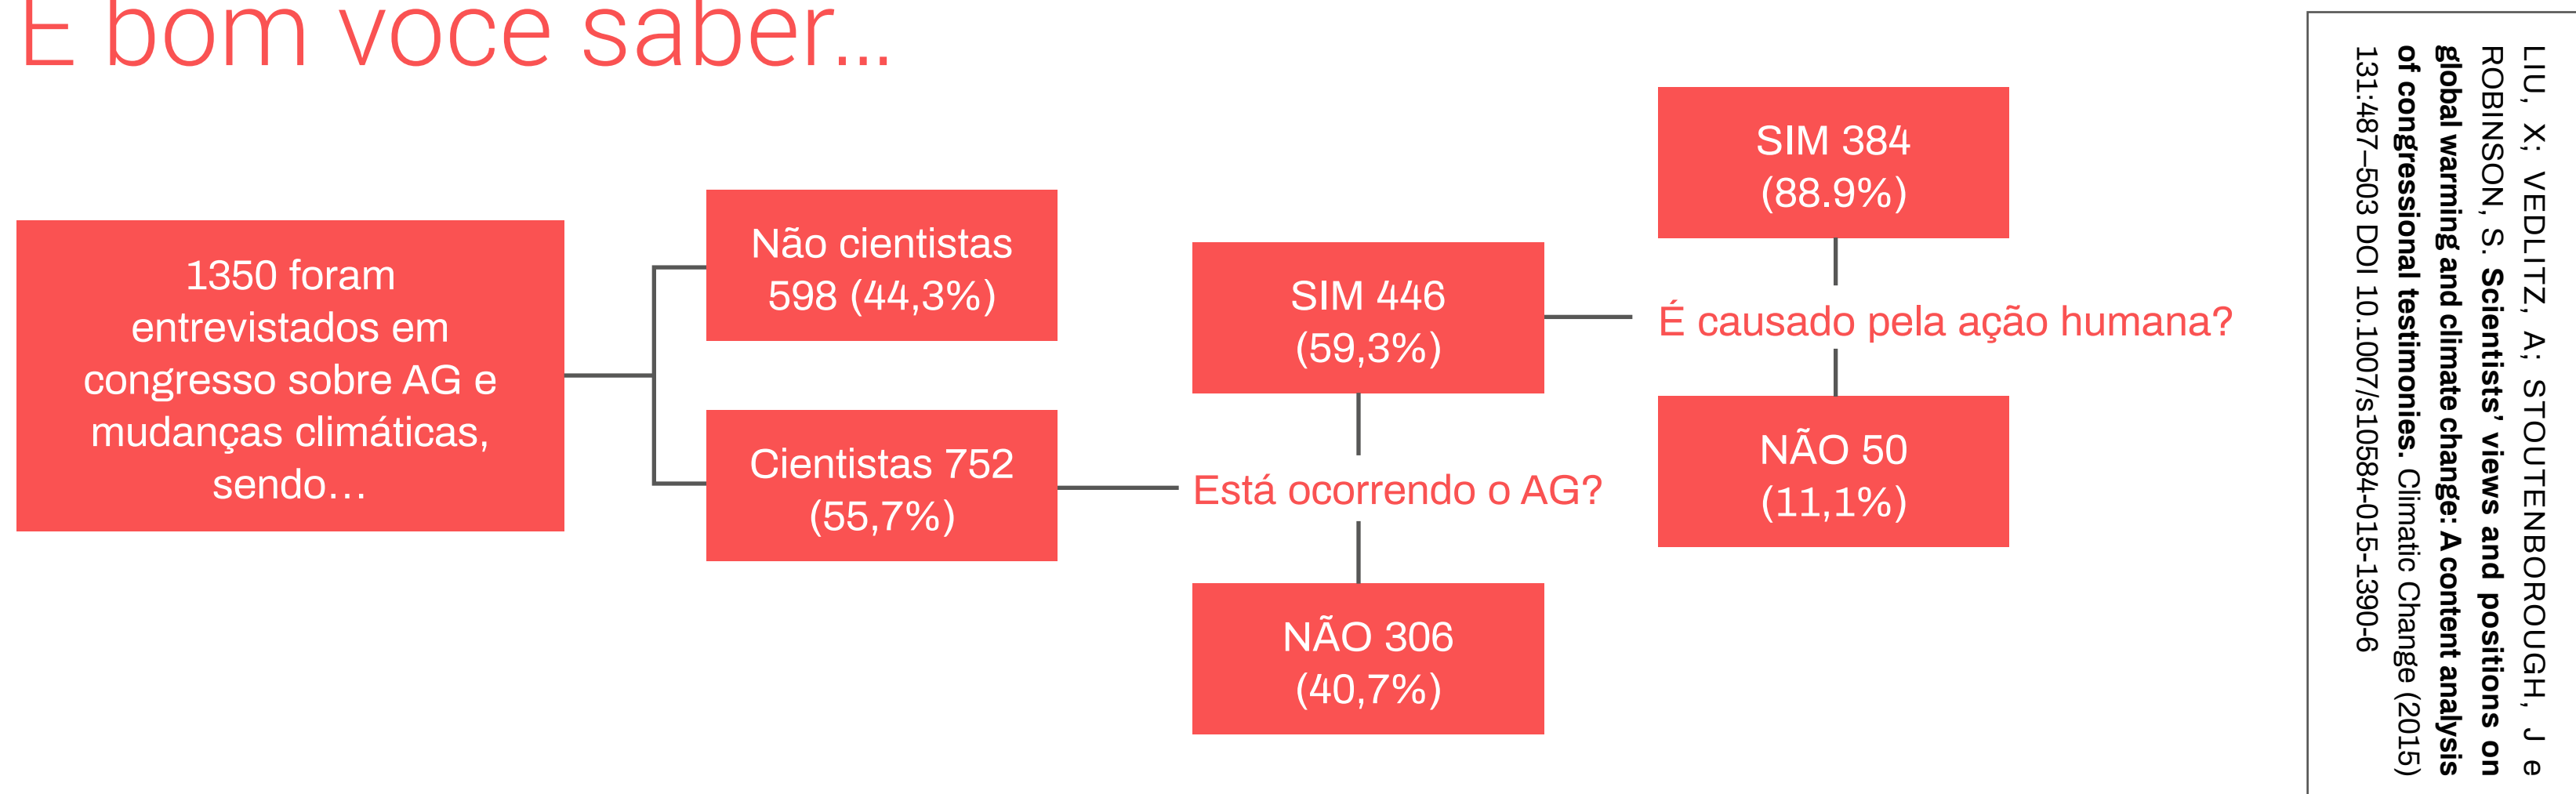 É bom você saber...
1350 foram
entrevistados em
congresso sobre AG e
mudanças climáticas,
sendo...
Não cientistas
598 (44,3%)
Cientistas 752
(55,7%)
SIM 446
(59,3%)
Está ocorrendo o AG?
NÃO 306
(40,7%)
SIM 384
(88.9%)
É causado pela ação humana?
NÃO 50
(11,1%)
LIU, X; VEDLITZ, A; STOUTENBOROUGH, J e
ROBINSON, S. Scientists’ views and positions on
global warming and climate change: A content analysis
of congressional testimonies. Climatic Change (2015)
131:487–503 DOI 10.1007/s10584-015-1390-6